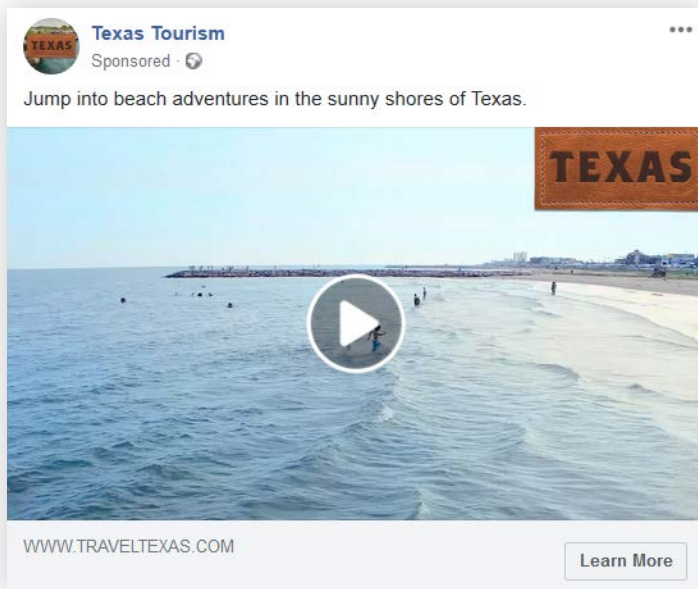 TEXAS
Texas Tourism
Sponsored ·
Jump into beach adventures in the sunny shores of Texas.
TEXAS
WWW.TRAVELTEXAS.COM
Learn More